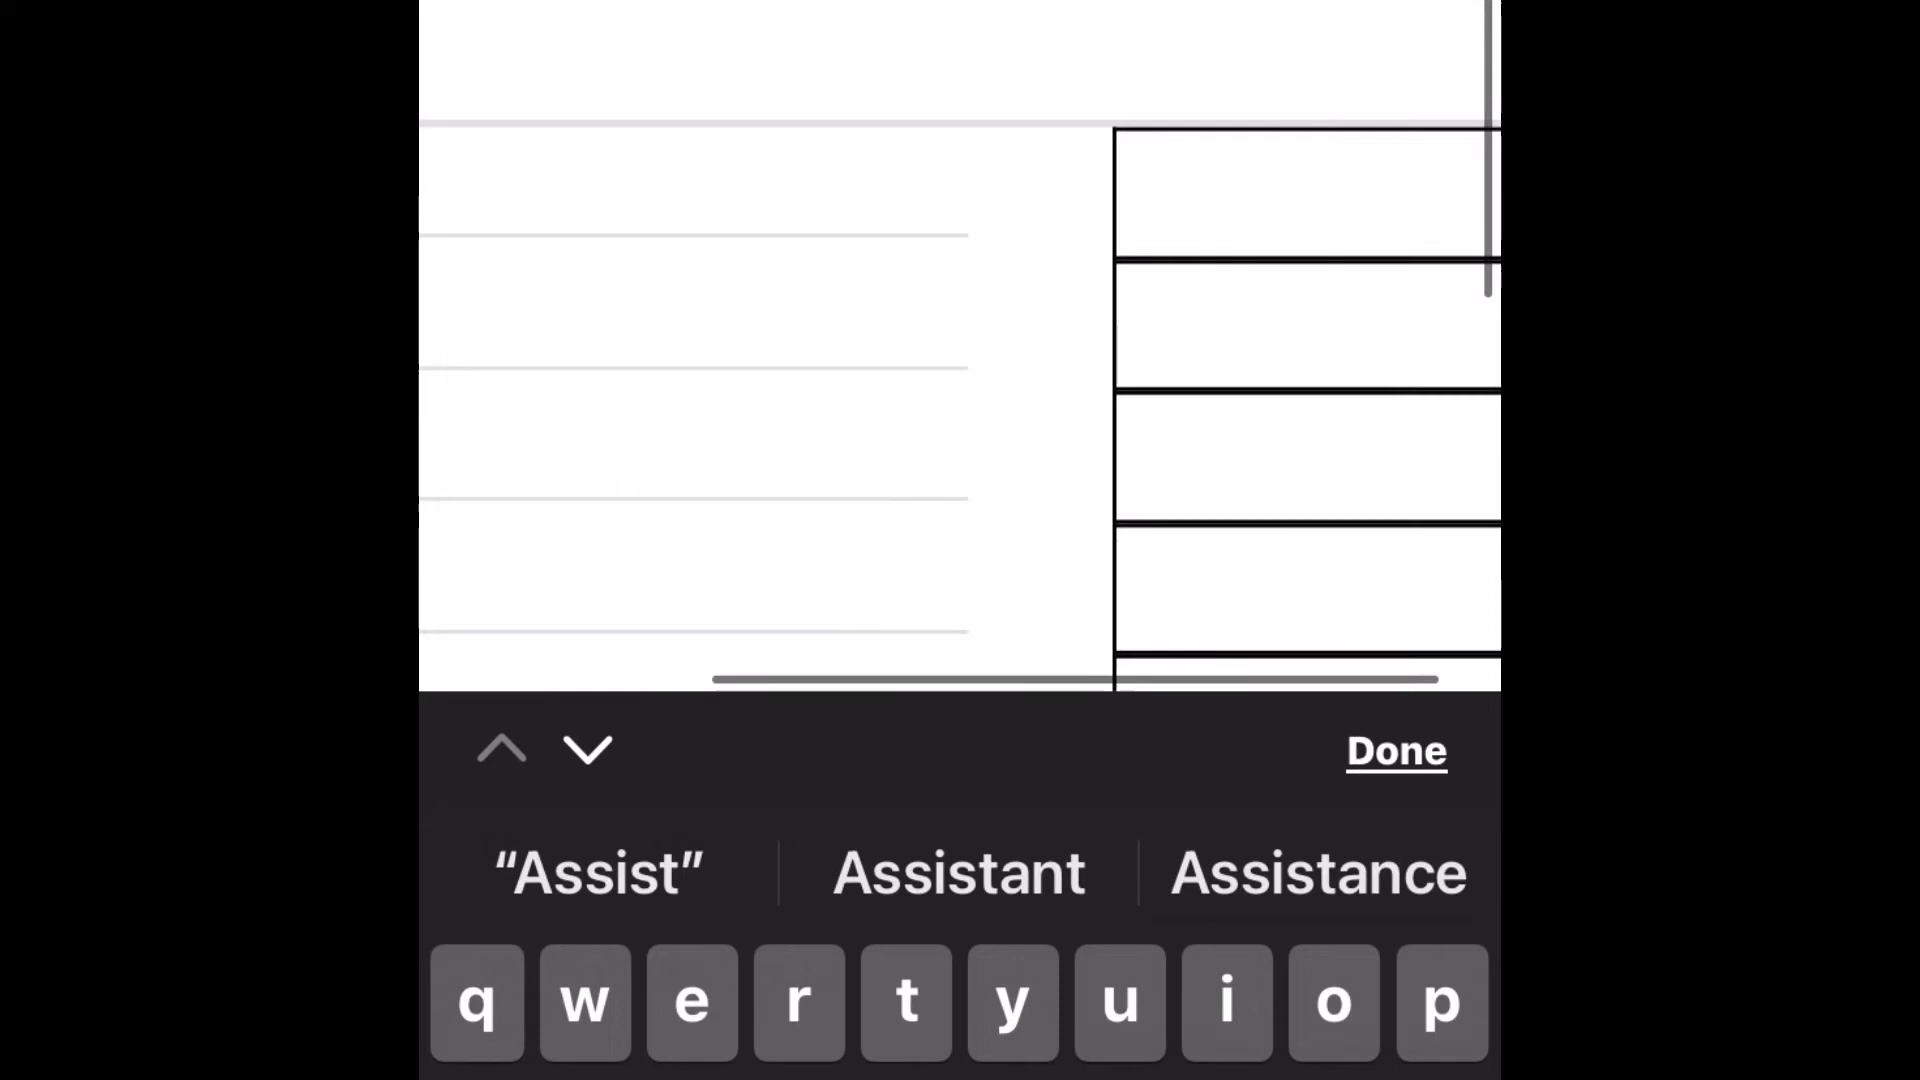 Done
“Assist” Assistant Assistance
q w e r t y u i o p